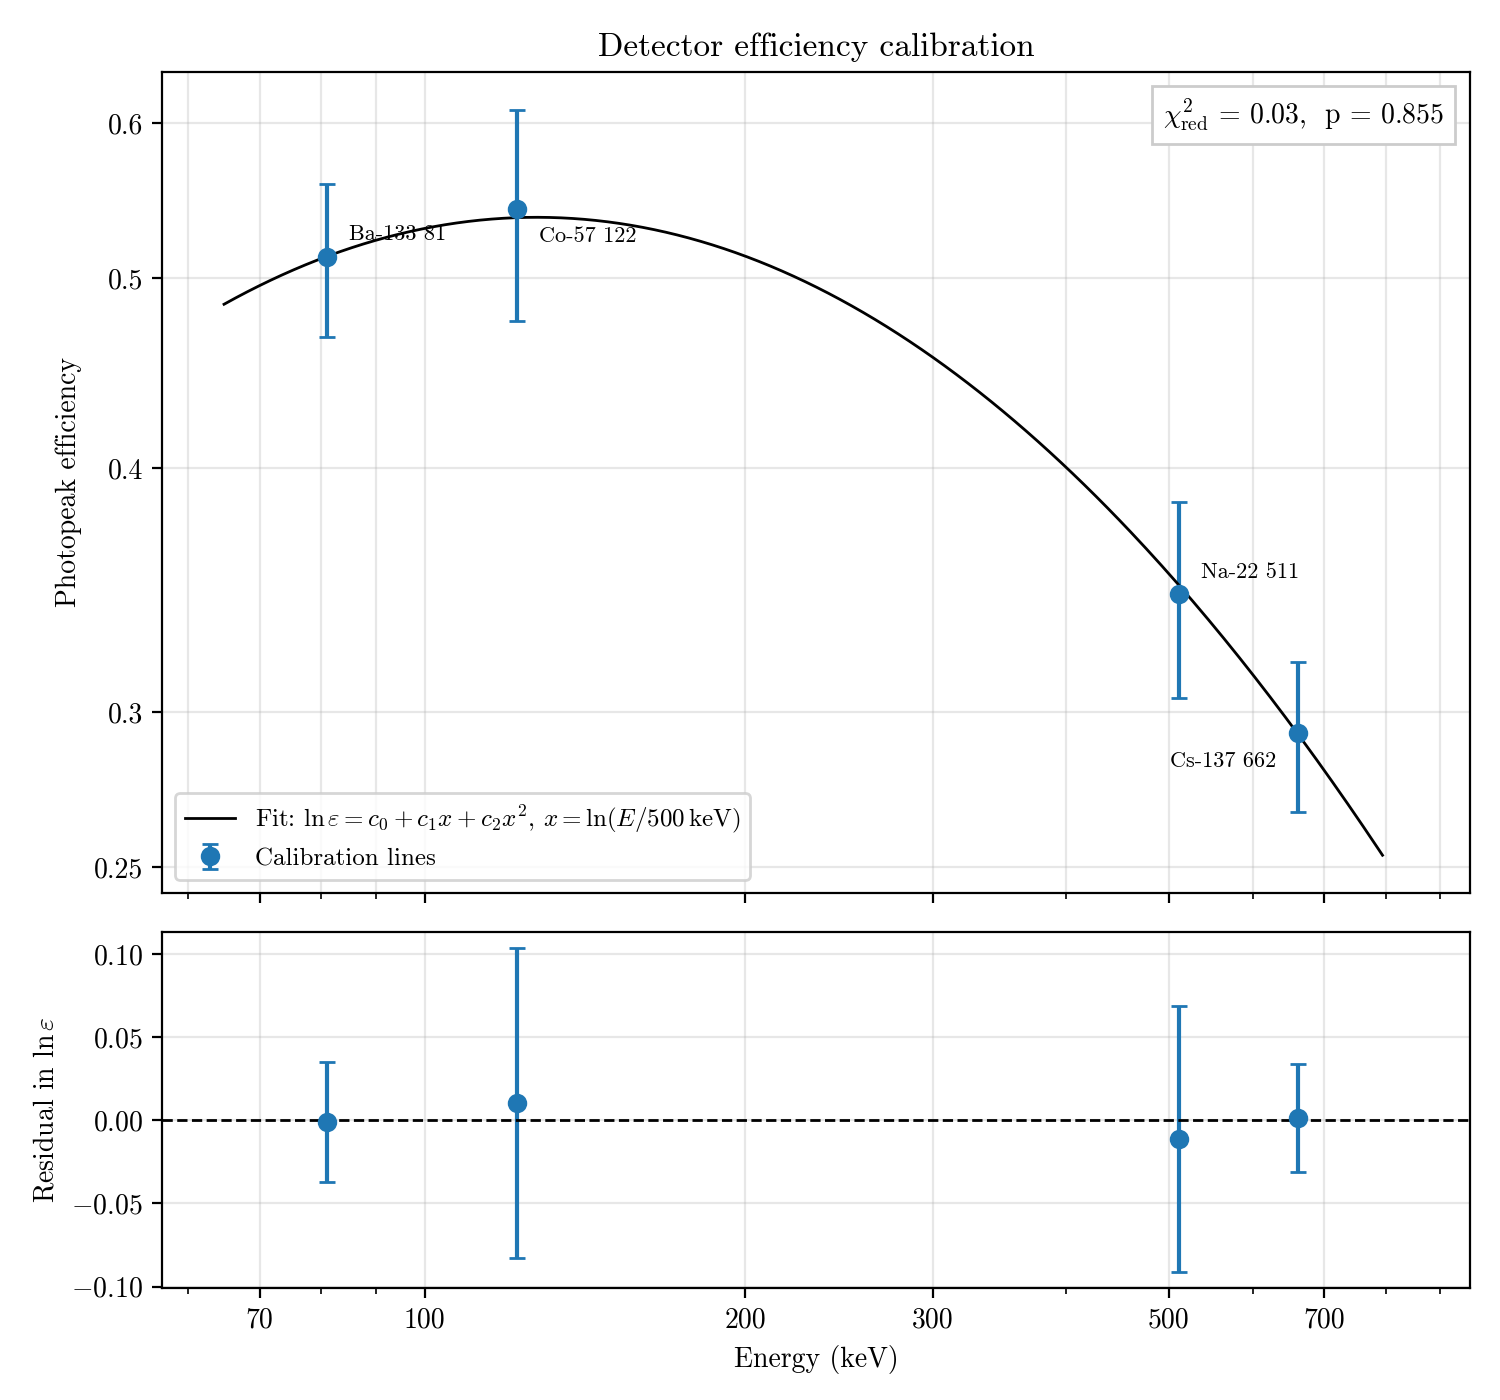 Detector efficiency calibration
χ²_red = 0.03, p = 0.855
Photopeak efficiency
0.6
0.5
0.4
0.3
0.25
Ba-133 81
Co-57 122
Na-22 511
Cs-137 662
Fit: ln ε = c₀ + c₁x + c₂x², x = ln(E/500 keV)
Calibration lines
Residual in ln ε
0.10
0.05
0.00
−0.05
−0.10
70
100
200
300
500
700
Energy (keV)